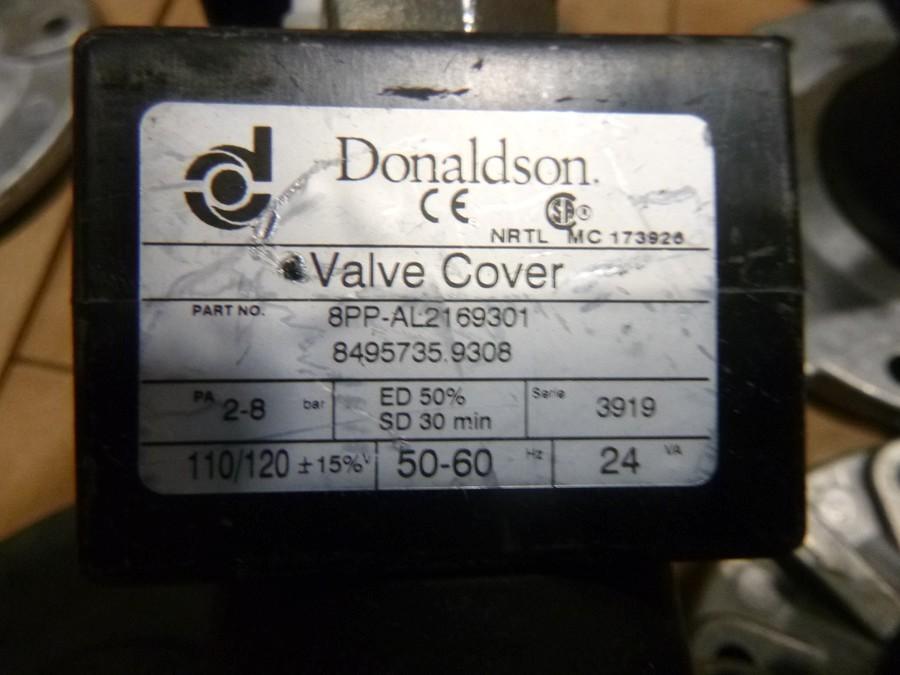 Donaldson.
CE SA®
NRTL MC 173926
Valve Cover
PART NO. 8PP-AL2169301
8495735.9308
PA 2-8 bar ED 50% Serie 3919
SD 30 min
110/120 ±15% V 50-60 Hz 24 VA